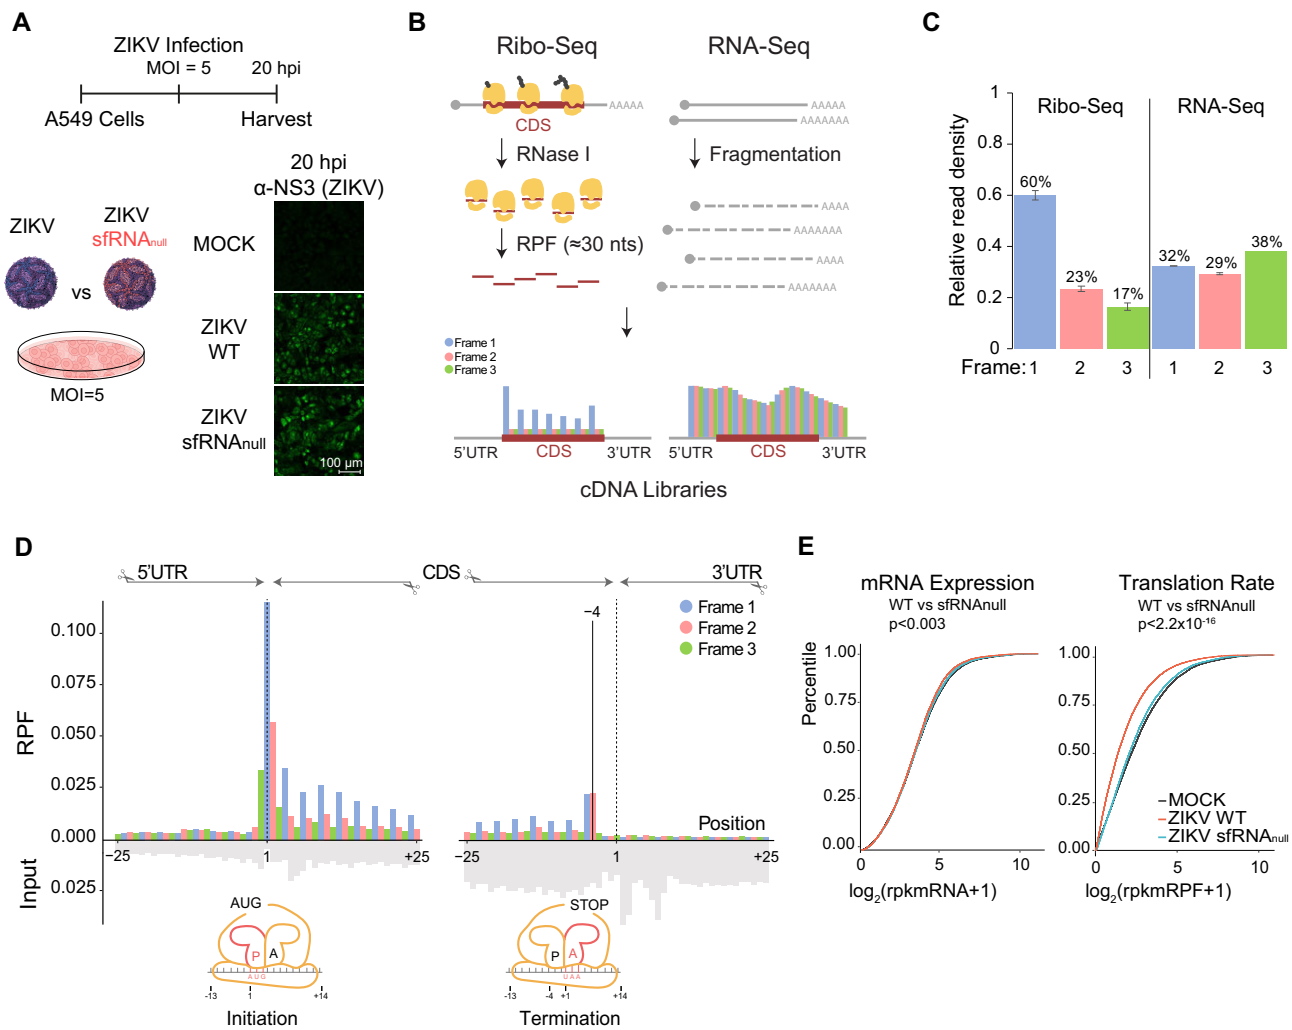 A
ZIKV Infection
MOI = 5
20 hpi
A549 Cells
Harvest
20 hpi
α-NS3 (ZIKV)
ZIKV
ZIKV
sfRNAnull
vs
MOI=5
MOCK
ZIKV
WT
ZIKV
sfRNAnull
100 µm
B
Ribo-Seq
RNA-Seq
AAAAA
CDS
AAAAA
AAAAAAA
RNase I
Fragmentation
RPF (≈30 nts)
AAAA
AAAAAAA
AAAA
AAAAAAA
Frame 1
Frame 2
Frame 3
5'UTR
CDS
3'UTR
5'UTR
CDS
3'UTR
cDNA Libraries
C
Relative read density
1
0.8
0.6
0.4
0.2
0
Ribo-Seq
RNA-Seq
60%
23%
17%
32%
29%
38%
Frame: 1 2 3 1 2 3
D
5'UTR
CDS
3'UTR
−4
Frame 1
Frame 2
Frame 3
RPF
0.100
0.075
0.050
0.025
0.000
Position
−25 1 +25
−25 1 +25
Input
0.025
AUG
P A
AUG
-13 1 +14
Initiation
STOP
P A
UAA
-13 -4 +1 +14
Termination
E
mRNA Expression
WT vs sfRNAnull
p<0.003
Percentile
1.00
0.75
0.50
0.25
0.00
0 5 10
log2(rpkmRNA+1)
Translation Rate
WT vs sfRNAnull
p<2.2x10-16
1.00
0.75
0.50
0.25
0.00
MOCK
ZIKV WT
ZIKV sfRNAnull
0 5 10
log2(rpkmRPF+1)